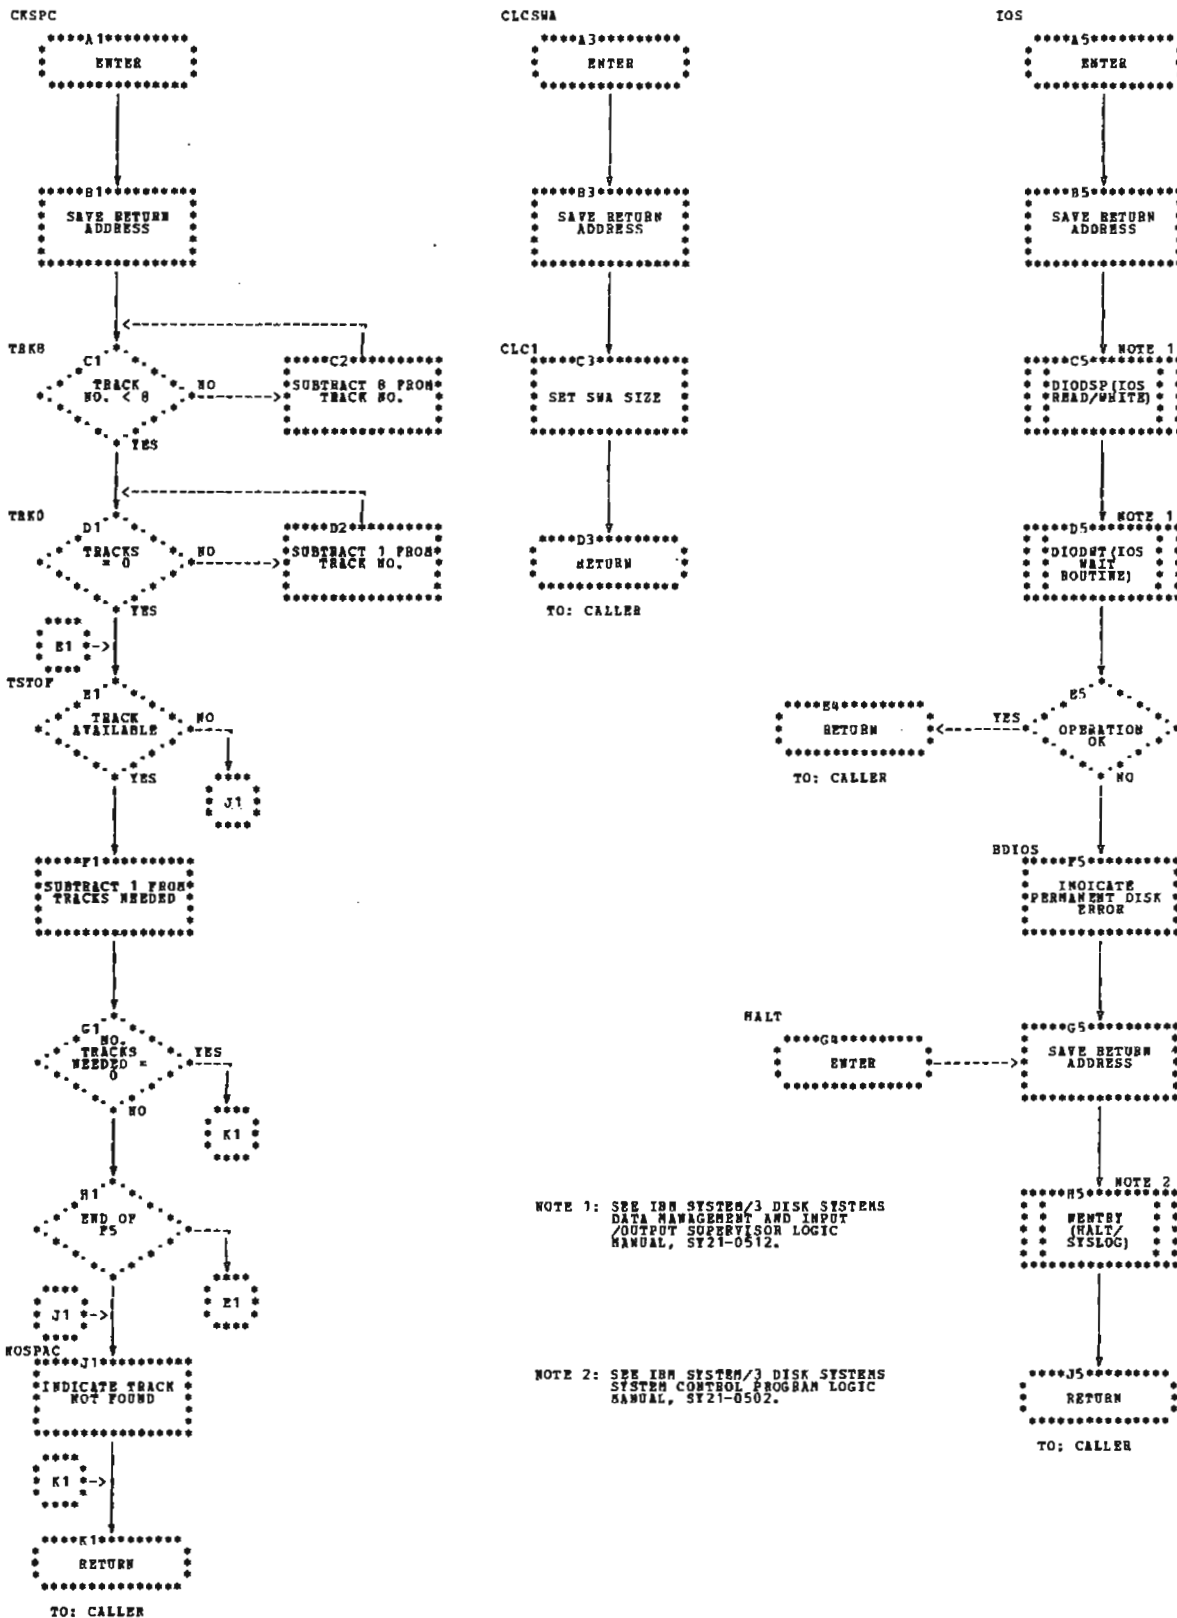 CKSPC
A1
ENTER
B1
SAVE RETURN
ADDRESS
TRK8
C1
TRACK
NO. < 8
NO
YES
C2
SUBTRACT 8 FROM
TRACK NO.
TRK0
D1
TRACKS
= 0
NO
YES
D2
SUBTRACT 1 FROM
TRACK NO.
E1
TSTOF
E1
TRACK
AVAILABLE
NO
YES
J1
F1
SUBTRACT 1 FROM
TRACKS NEEDED
G1
NO.
TRACKS
NEEDED =
0
YES
NO
K1
H1
END OF
F5
E1
J1
NOSPAC
J1
INDICATE TRACK
NOT FOUND
K1
K1
RETURN
TO: CALLER
CLCSWA
A3
ENTER
B3
SAVE RETURN
ADDRESS
CLC1
C3
SET SWA SIZE
D3
RETURN
TO: CALLER
IOS
A5
ENTER
B5
SAVE RETURN
ADDRESS
NOTE 1
C5
DIODSP(IOS
READ/WRITE)
NOTE 1
D5
DIODWT(IOS
WAIT
ROUTINE)
E5
OPERATION
OK
YES
NO
E4
RETURN
TO: CALLER
BDIOS
F5
INDICATE
PERMANENT DISK
ERROR
HALT
G4
ENTER
G5
SAVE RETURN
ADDRESS
NOTE 2
H5
NENTRY
(HALT/
SYSLOG)
J5
RETURN
TO: CALLER
NOTE 1: SEE IBM SYSTEM/3 DISK SYSTEMS
DATA MANAGEMENT AND INPUT
/OUTPUT SUPERVISOR LOGIC
MANUAL, SY21-0512.
NOTE 2: SEE IBM SYSTEM/3 DISK SYSTEMS
SYSTEM CONTROL PROGRAM LOGIC
MANUAL, SY21-0502.